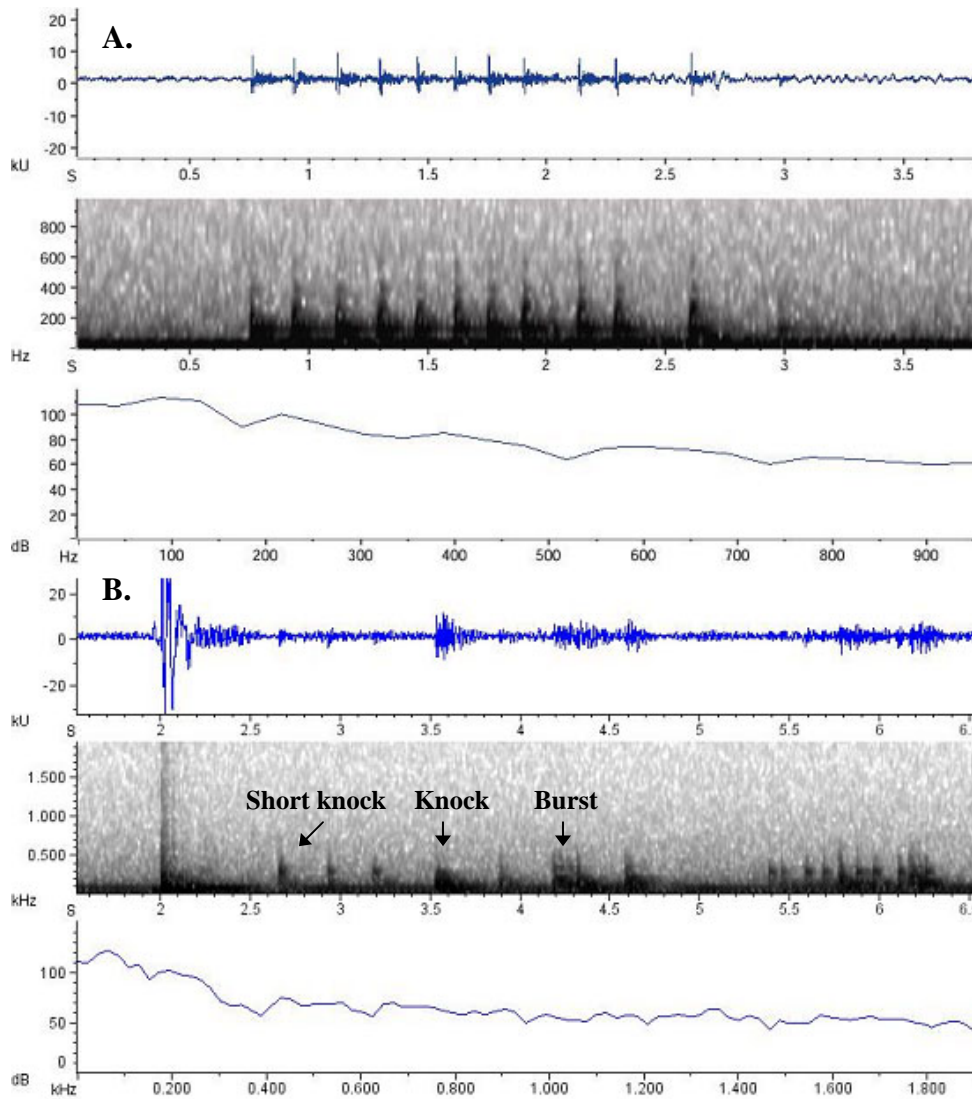 A.
20
10
0
-10
-20
kU
S 0.5 1 1.5 2 2.5 3 3.5
800
600
400
200
Hz
S 0.5 1 1.5 2 2.5 3 3.5
100
80
60
40
20
dB
Hz 100 200 300 400 500 600 700 800 900
B.
20
0
-20
kU
S 2 2.5 3 3.5 4 4.5 5 5.5 6 6.
1.500
1.000
0.500
Short knock Knock Burst
kHz
S 2 2.5 3 3.5 4 4.5 5 5.5 6 6.
100
50
0
dB
kHz 0.200 0.400 0.600 0.800 1.000 1.200 1.400 1.600 1.800